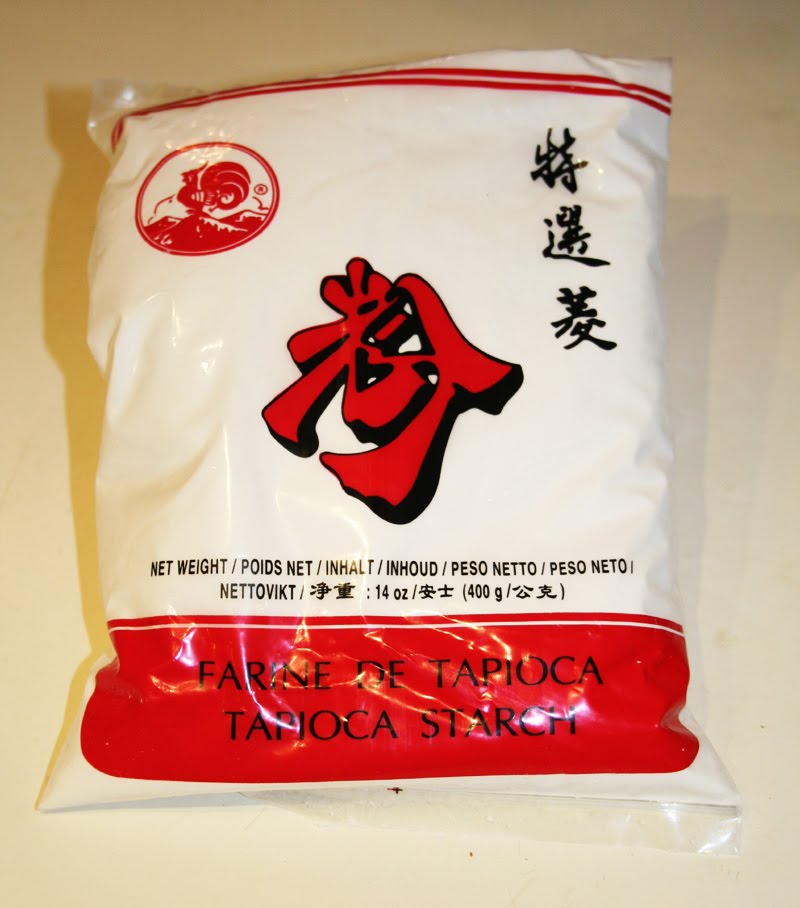 ®
特選菱
粉
NET WEIGHT / POIDS NET / INHALT / INHOUD / PESO NETTO / PESO NETO /
NETTOVIKT / 净重 : 14 oz /安士 (400 g /公克)
FARINE DE TAPIOCA
TAPIOCA STARCH